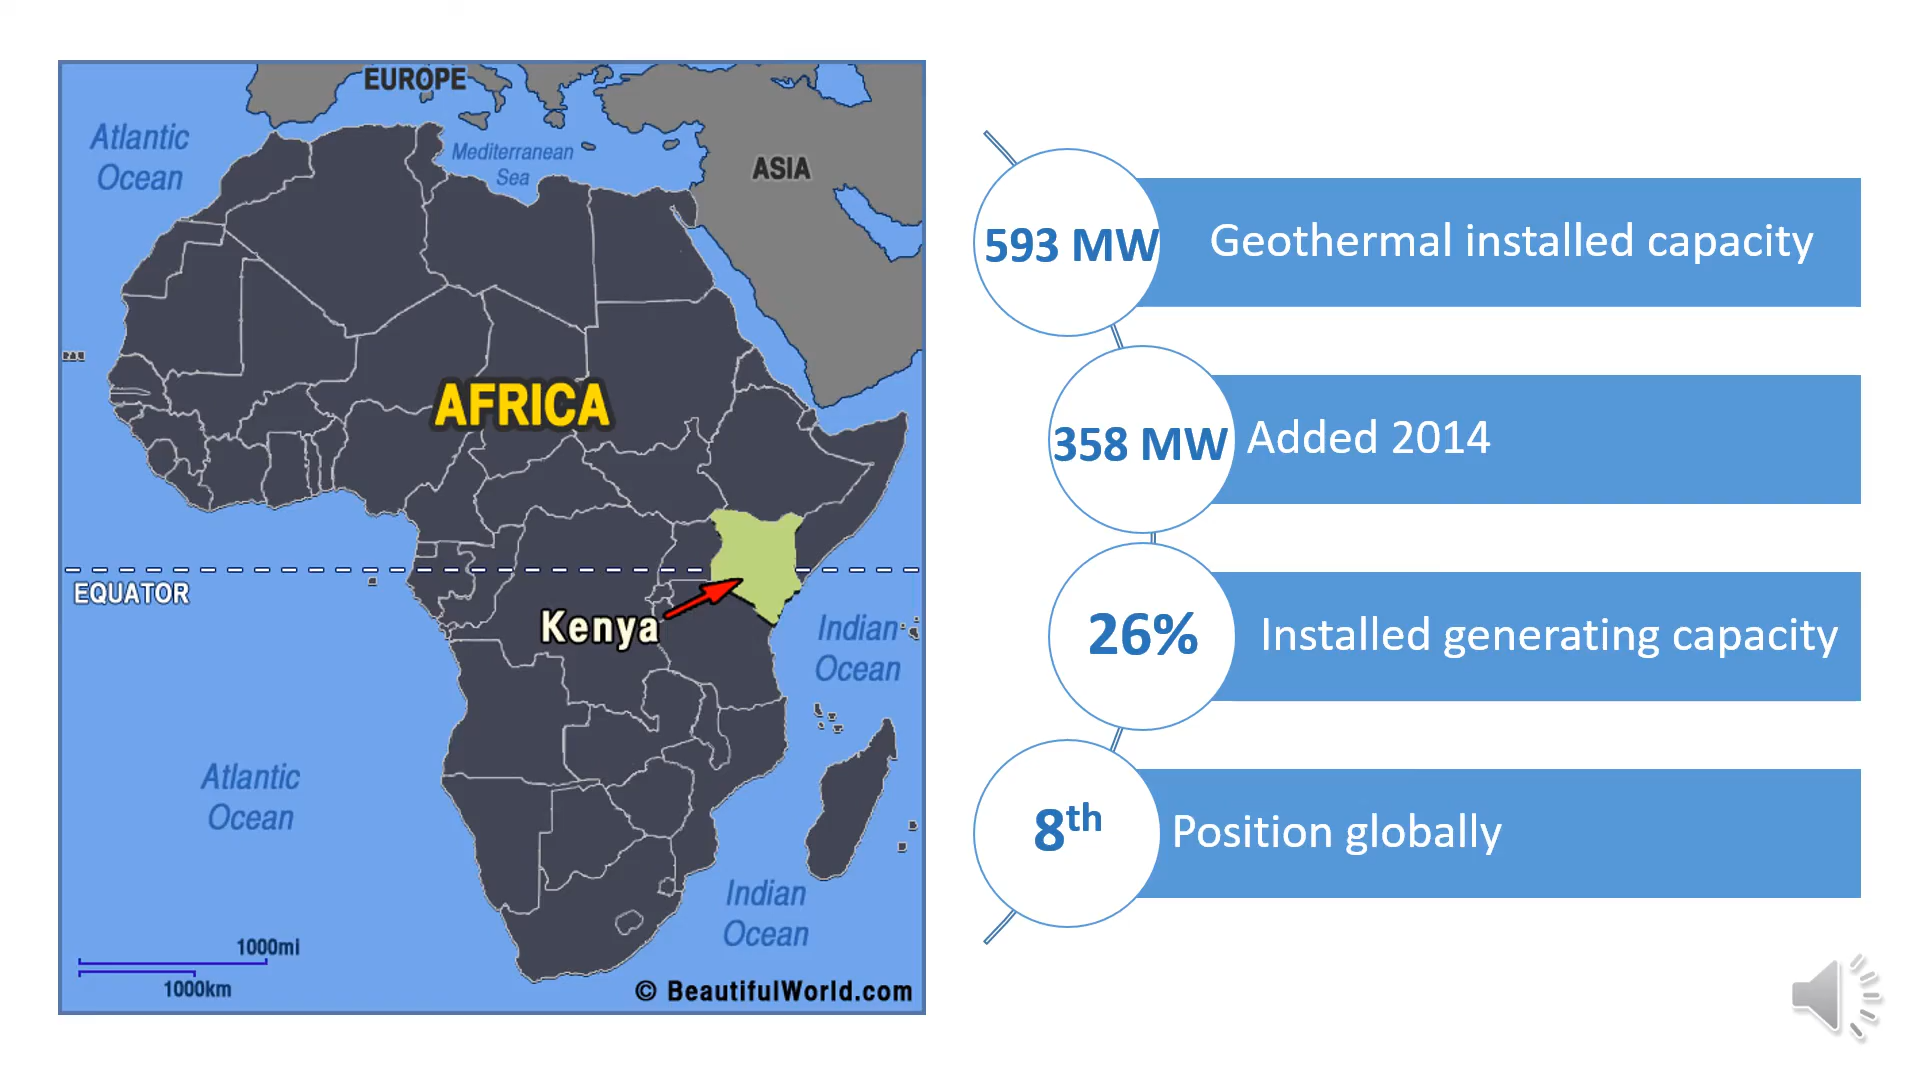 EUROPE
Atlantic
Ocean
Mediterranean
Sea
ASIA
AFRICA
EQUATOR
Kenya
Indian
Ocean
Atlantic
Ocean
Indian
Ocean
1000mi
1000km
© BeautifulWorld.com
593 MW Geothermal installed capacity
358 MW Added 2014
26% Installed generating capacity
8th Position globally